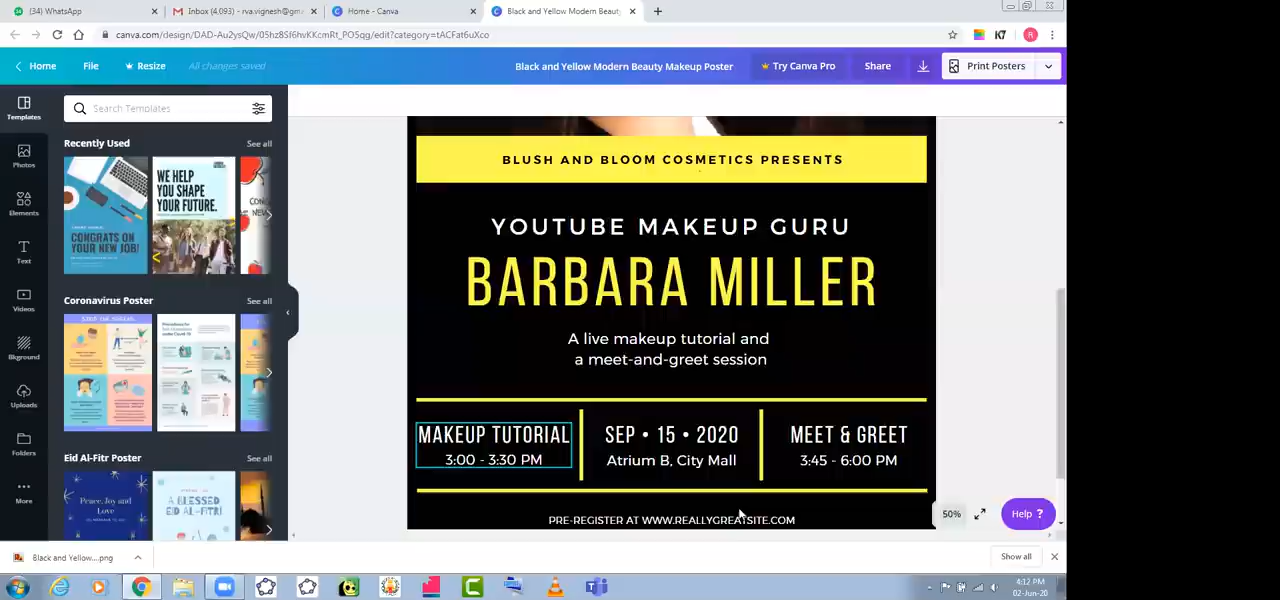 (34) WhatsApp
Inbox (4,093) - rva.vignesh@gm
Home - Canva
Black and Yellow Modern Beauty
canva.com/design/DAD-Au2ysQw/05hz8Sf6hvKKcmRt_PO5qg/edit?category=tACFat6uXco
K7
R
Home
File
Resize
All changes saved
Black and Yellow Modern Beauty Makeup Poster
Try Canva Pro
Share
Print Posters
Templates
Photos
Elements
Text
Videos
Bkground
Uploads
Folders
More
Search Templates
Recently Used
See all
CONGRATS ON
YOUR NEW JOB!
WE HELP
YOU SHAPE
YOUR FUTURE.
Coronavirus Poster
See all
Eid Al-Fitr Poster
See all
Peace, Joy and
Love
A BLESSED
EID AL-FITR!
BLUSH AND BLOOM COSMETICS PRESENTS
YOUTUBE MAKEUP GURU
BARBARA MILLER
A live makeup tutorial and
a meet-and-greet session
MAKEUP TUTORIAL
3:00 - 3:30 PM
SEP • 15 • 2020
Atrium B, City Mall
MEET & GREET
3:45 - 6:00 PM
PRE-REGISTER AT WWW.REALLYGREATSITE.COM
50%
Help ?
Black and Yellow....png
Show all
4:12 PM
02-Jun-20